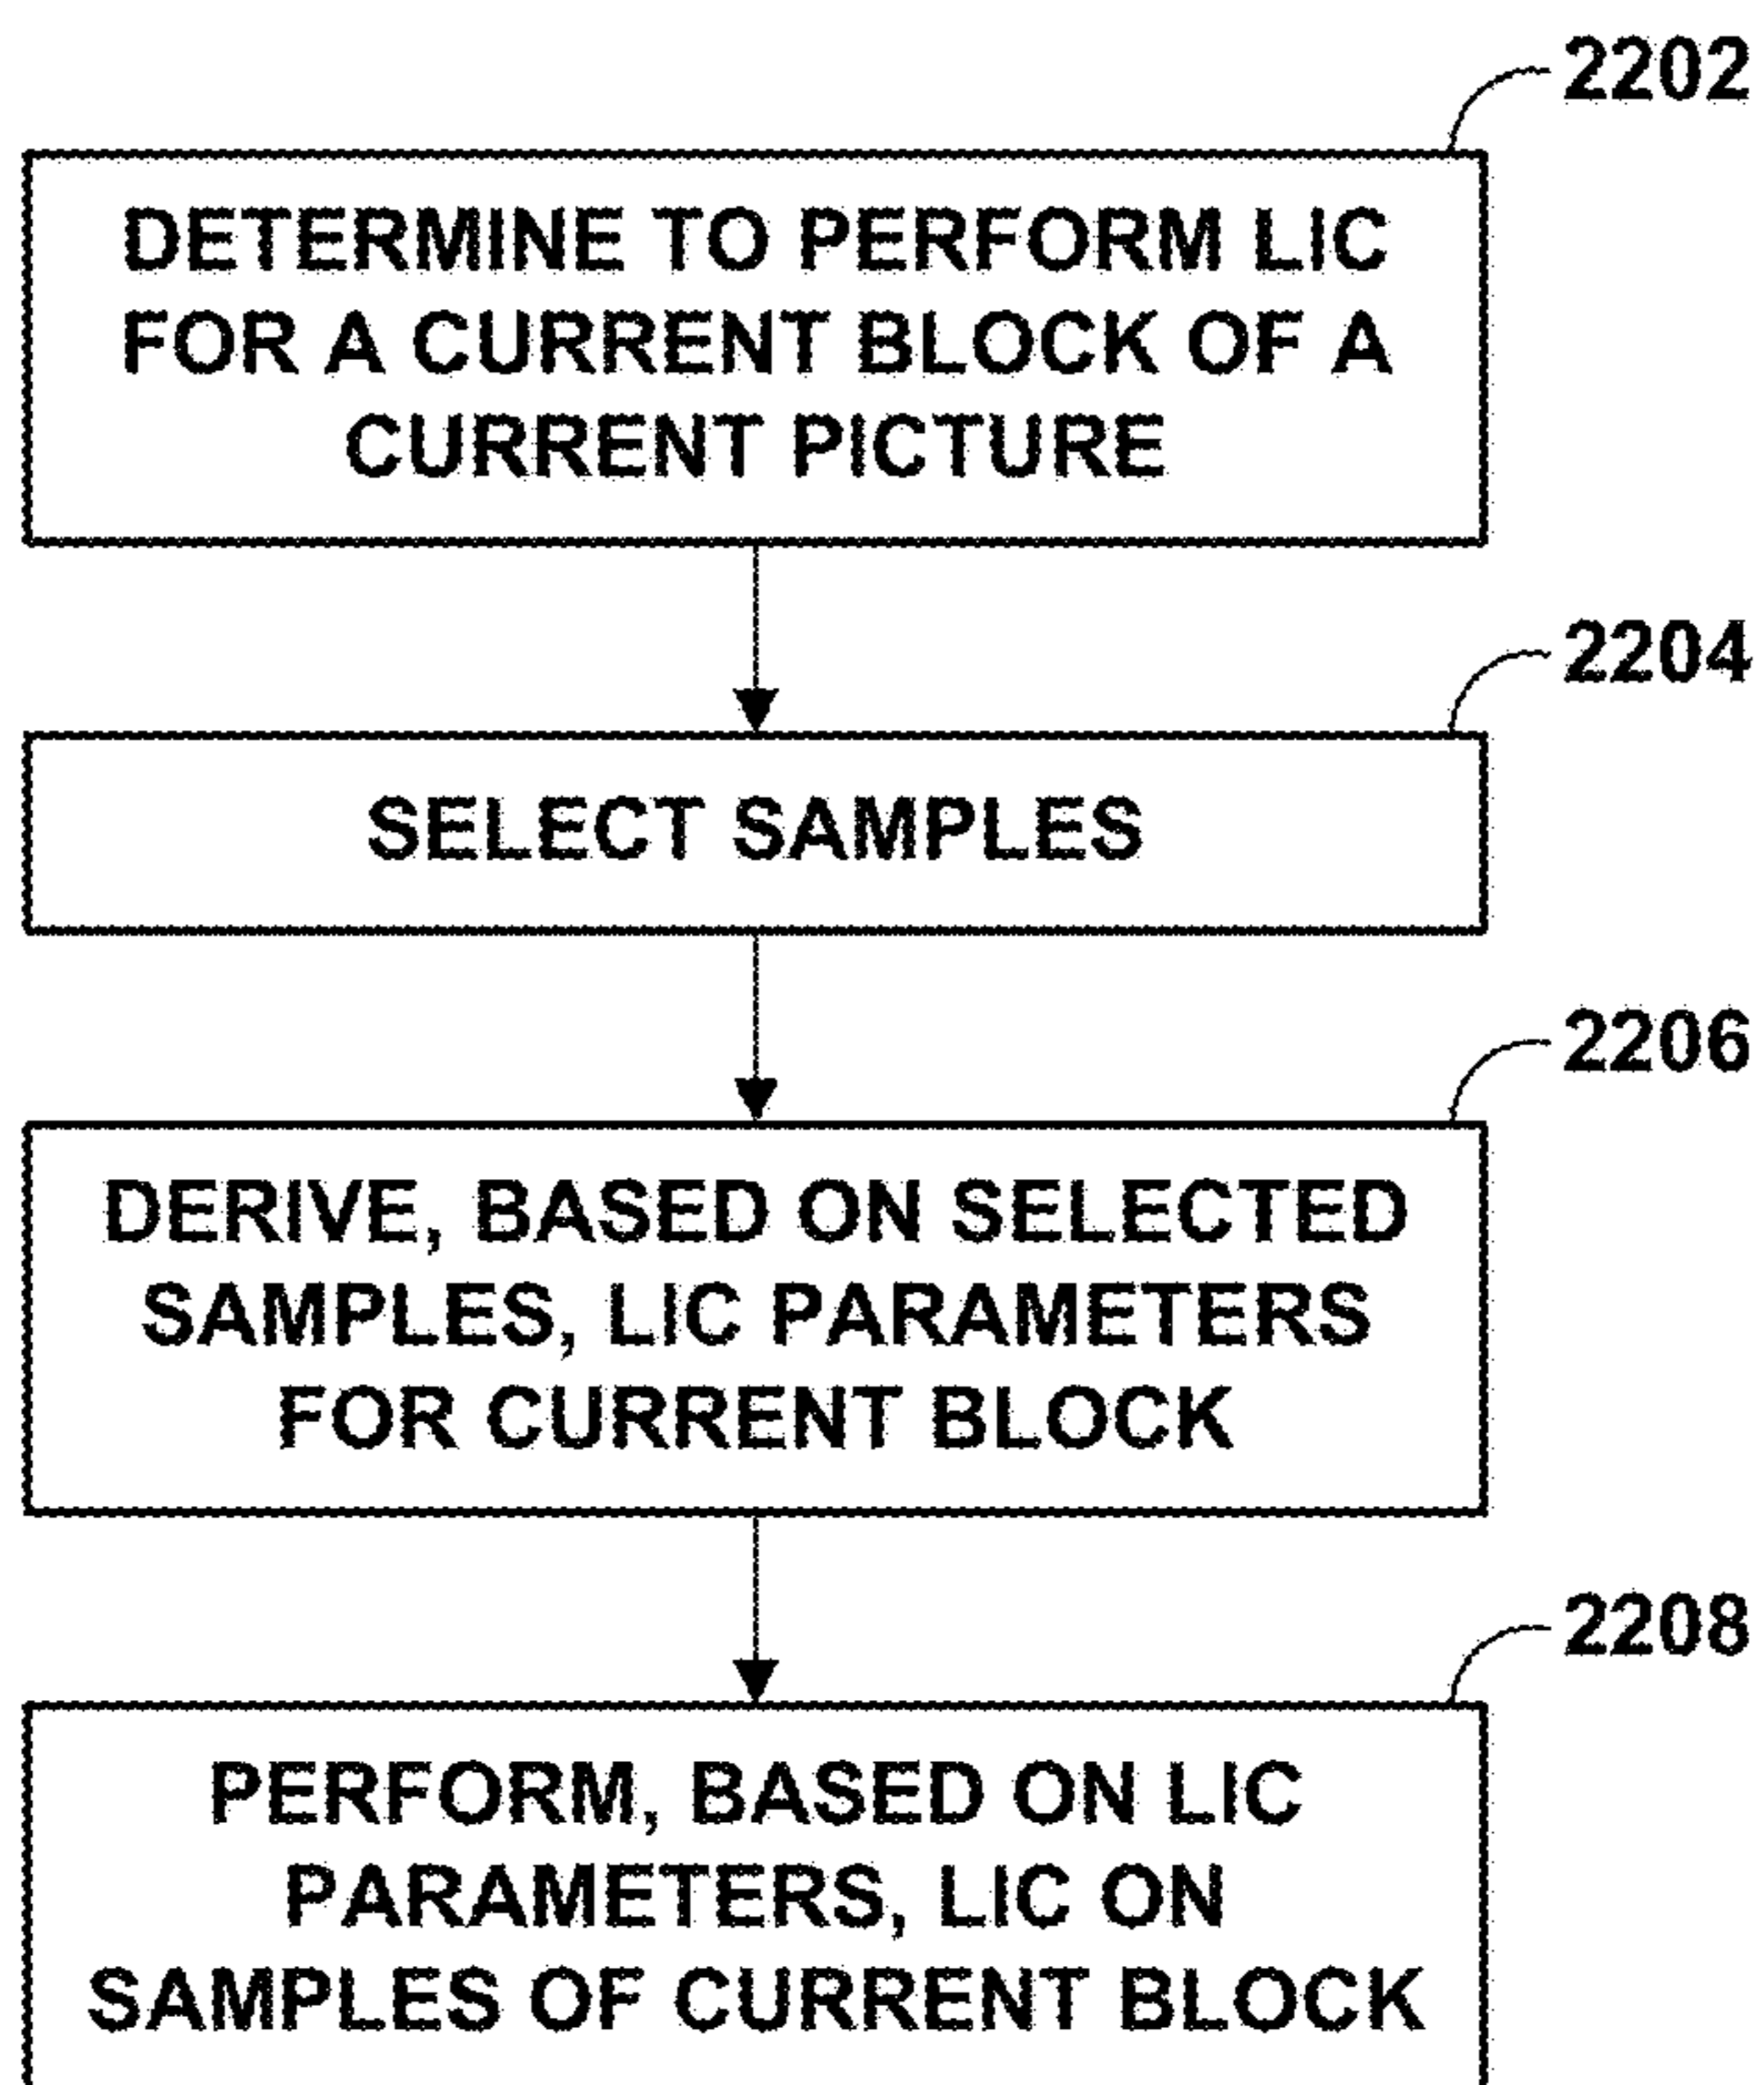 2202
DETERMINE TO PERFORM LIC
FOR A CURRENT BLOCK OF A
CURRENT PICTURE
2204
SELECT SAMPLES
2206
DERIVE, BASED ON SELECTED
SAMPLES, LIC PARAMETERS
FOR CURRENT BLOCK
2208
PERFORM, BASED ON LIC
PARAMETERS, LIC ON
SAMPLES OF CURRENT BLOCK